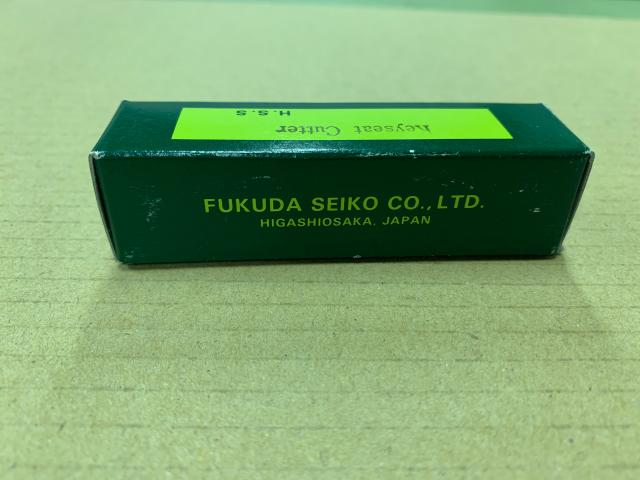 Keyseat Cutter
H.S.S
FUKUDA SEIKO CO., LTD.
HIGASHIOSAKA, JAPAN